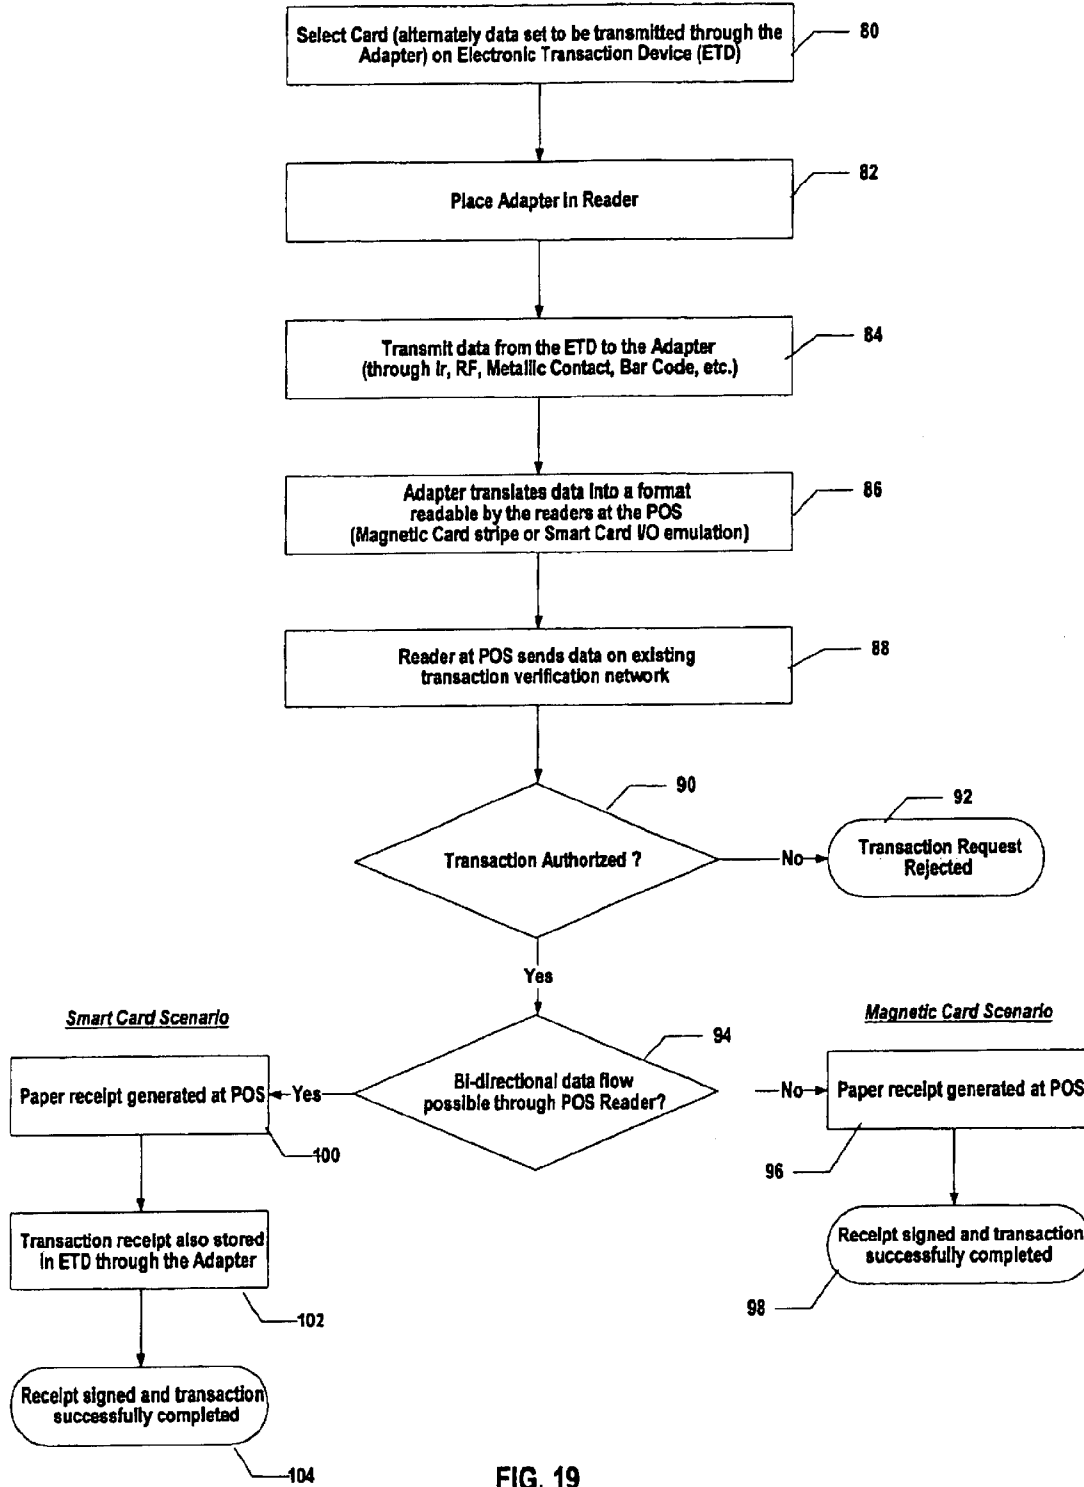 Select Card (alternately data set to be transmitted through the
Adapter) on Electronic Transaction Device (ETD)
80
Place Adapter in Reader
82
Transmit data from the ETD to the Adapter
(through Ir, RF, Metallic Contact, Bar Code, etc.)
84
Adapter translates data into a format
readable by the readers at the POS
(Magnetic Card stripe or Smart Card I/O emulation)
86
Reader at POS sends data on existing
transaction verification network
88
90
Transaction Authorized ?
No
92
Transaction Request
Rejected
Yes
Smart Card Scenario
Magnetic Card Scenario
94
Bi-directional data flow
possible through POS Reader?
Yes
Paper receipt generated at POS
100
No
Paper receipt generated at POS
96
Transaction receipt also stored
in ETD through the Adapter
102
Receipt signed and transaction
successfully completed
98
Receipt signed and transaction
successfully completed
104
FIG. 19